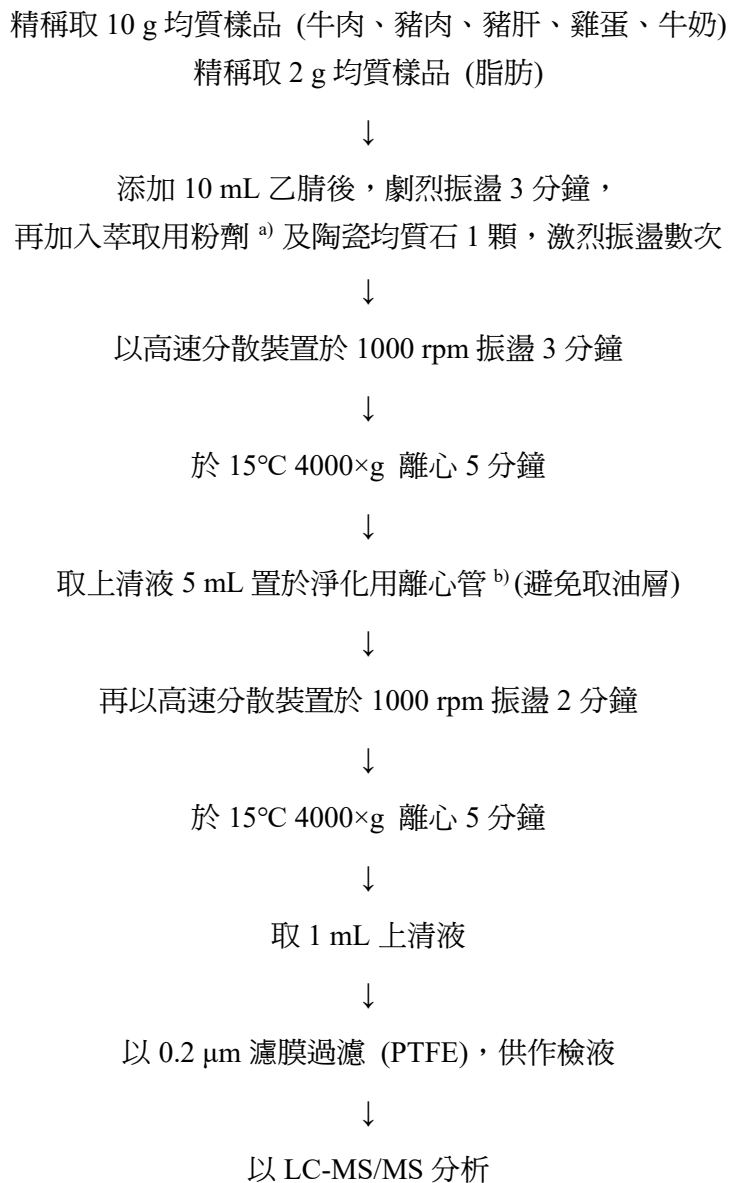 精稱取 10 g 均質樣品 (牛肉、豬肉、豬肝、雞蛋、牛奶)
精稱取 2 g 均質樣品 (脂肪)
↓
添加 10 mL 乙腈後，劇烈振盪 3 分鐘，
再加入萃取用粉劑 a) 及陶瓷均質石 1 顆，激烈振盪數次
↓
以高速分散裝置於 1000 rpm 振盪 3 分鐘
↓
於 15℃ 4000×g 離心 5 分鐘
↓
取上清液 5 mL 置於淨化用離心管 b) (避免取油層)
↓
再以高速分散裝置於 1000 rpm 振盪 2 分鐘
↓
於 15℃ 4000×g 離心 5 分鐘
↓
取 1 mL 上清液
↓
以 0.2 μm 濾膜過濾 (PTFE)，供作檢液
↓
以 LC-MS/MS 分析